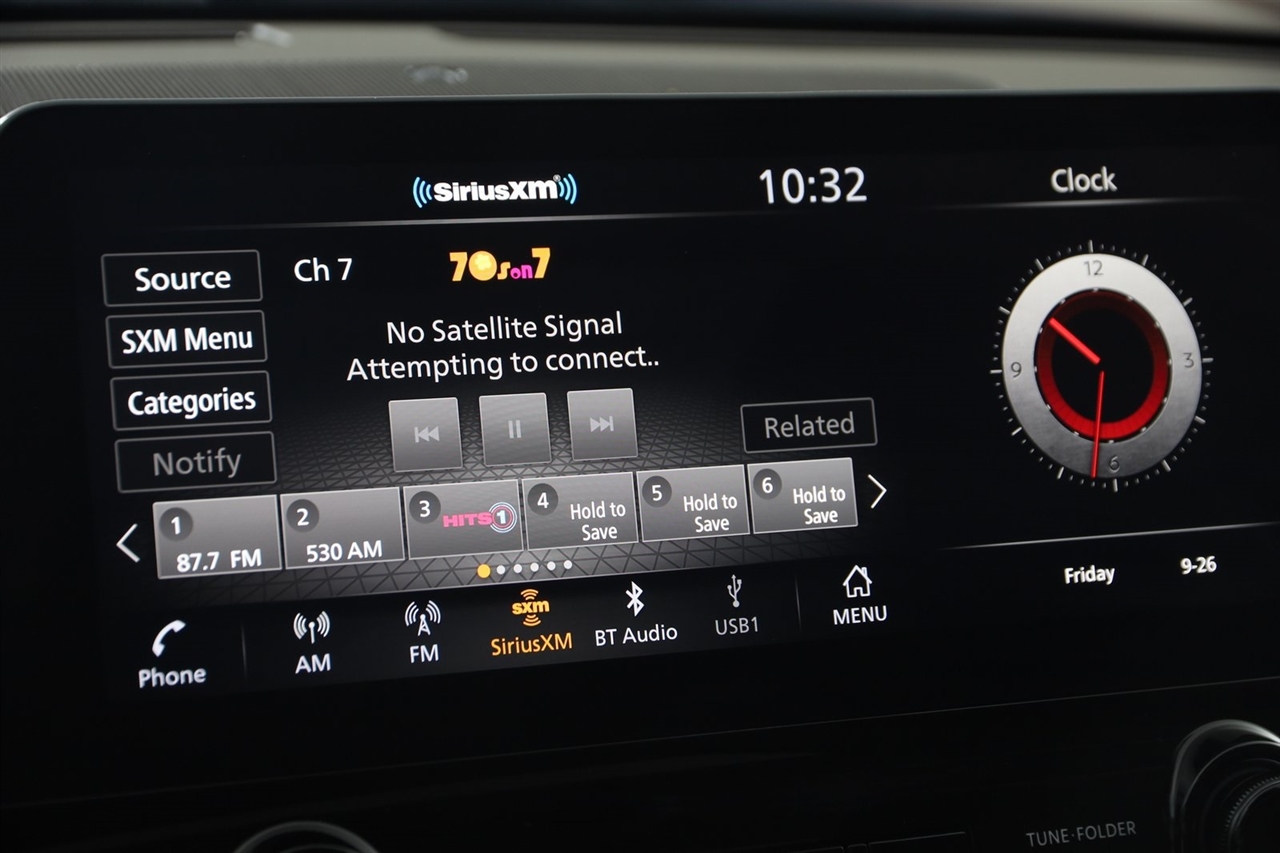 SiriusXM®
10:32
Clock
Source
Ch 7
70s on 7
SXM Menu
No Satellite Signal
Attempting to connect..
Categories
Notify
Related
12
3
6
9
1
87.7 FM
2
530 AM
3
HITS 1
4
Hold to
Save
5
Hold to
Save
6
Hold to
Save
Friday
9-26
Phone
AM
FM
sxm
SiriusXM
BT Audio
USB1
MENU
TUNE·FOLDER